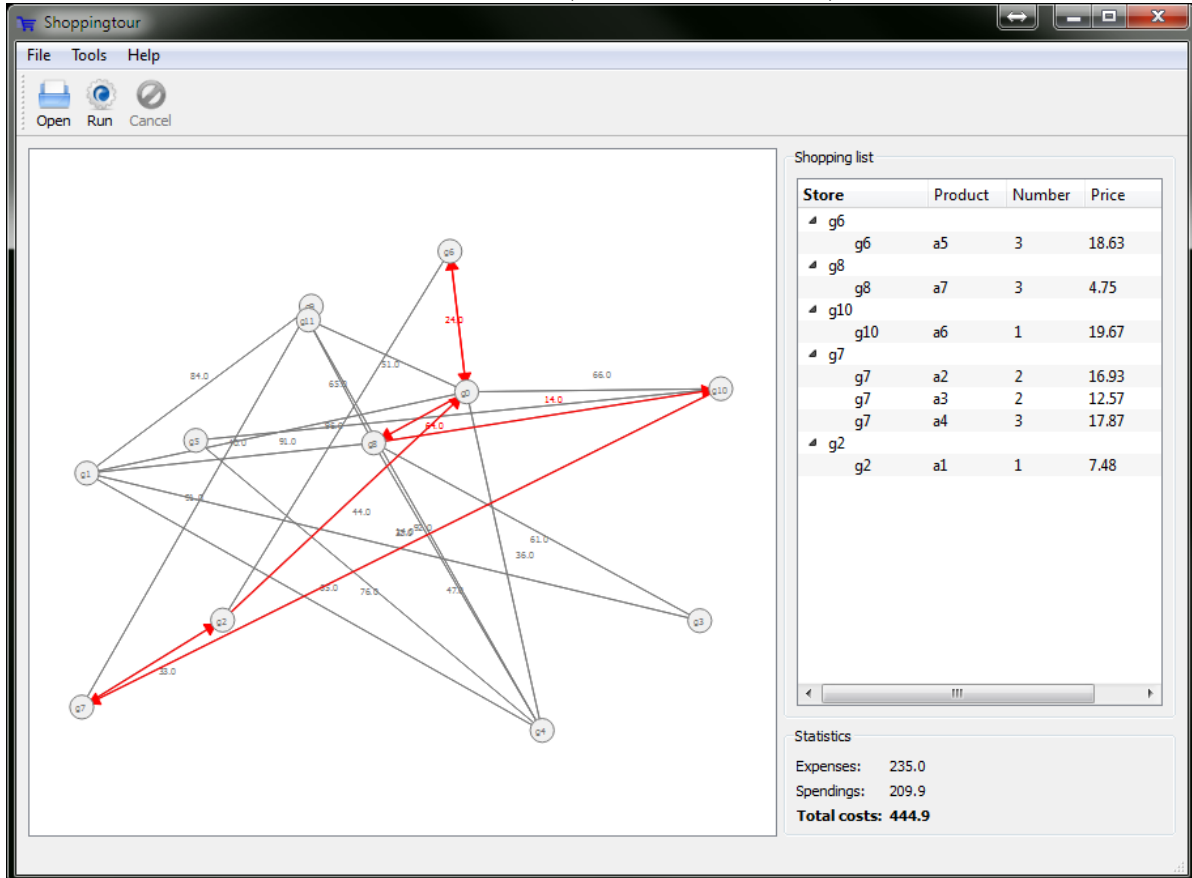 Shoppingtour
File Tools Help
Open Run Cancel
Shopping list
Store Product Number Price
g6
g6 a5 3 18.63
g8
g8 a7 3 4.75
g10
g10 a6 1 19.67
g7
g7 a2 2 16.93
g7 a3 2 12.57
g7 a4 3 17.87
g2
g2 a1 1 7.48
g6
24.0
g11
84.0
65.0
51.0
66.0
g0
g10
14.0
64.0
g5
91.0
g8
g1
44.0
61.0
36.0
76.0
47.0
g2
g3
33.0
g7
g4
Statistics
Expenses: 235.0
Spendings: 209.9
Total costs: 444.9